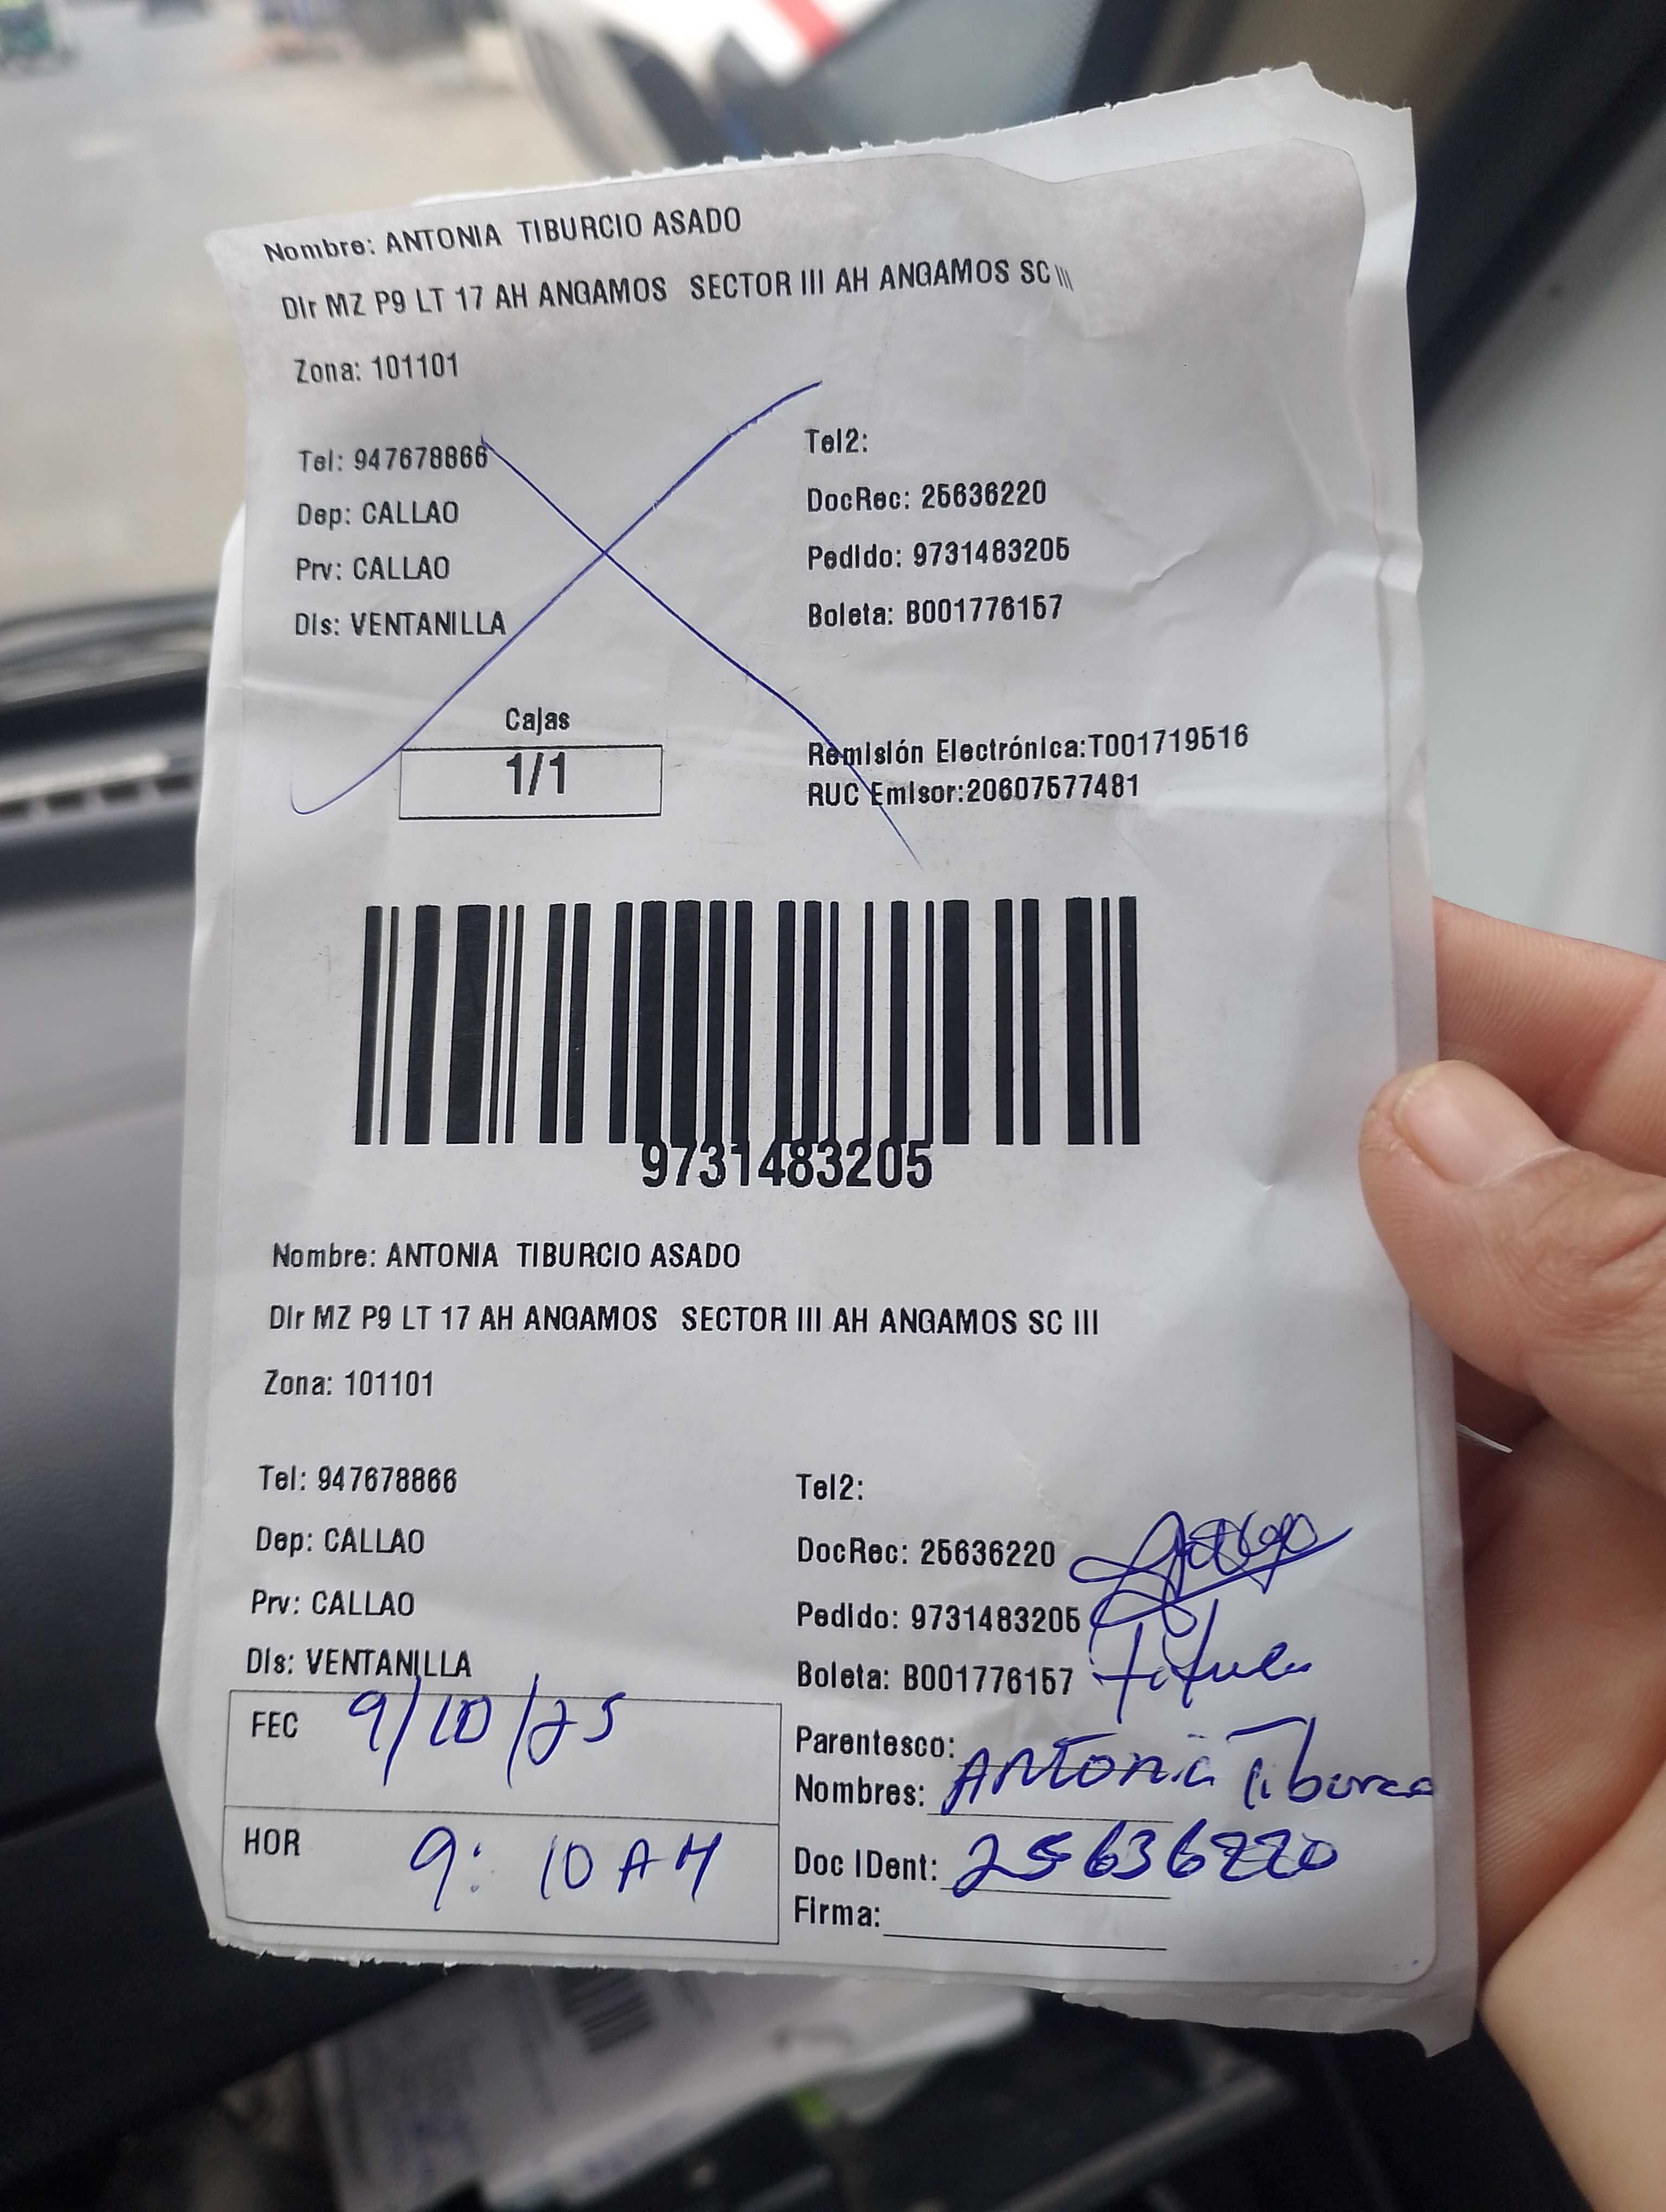 Nombre: ANTONIA TIBURCIO ASADO
Dir MZ P9 LT 17 AH ANGAMOS SECTOR III AH ANGAMOS SC III
Zona: 101101
Tel: 947678866
Tel2:
Dep: CALLAO
DocRec: 25636220
Prv: CALLAO
Pedido: 9731483205
Dis: VENTANILLA
Boleta: B001776157
Cajas
1/1
Remisión Electrónica:T001719516
RUC Emisor:20607577481
9731483205
Nombre: ANTONIA TIBURCIO ASADO
Dir MZ P9 LT 17 AH ANGAMOS SECTOR III AH ANGAMOS SC III
Zona: 101101
Tel: 947678866
Tel2:
Dep: CALLAO
DocRec: 25636220
Prv: CALLAO
Pedido: 9731483205
Dis: VENTANILLA
Boleta: B001776157
FEC 9/10/25
Parentesco:
Nombres: Antonia Tiburcio
HOR 9:10 AM
Doc IDent: 25636220
Firma: